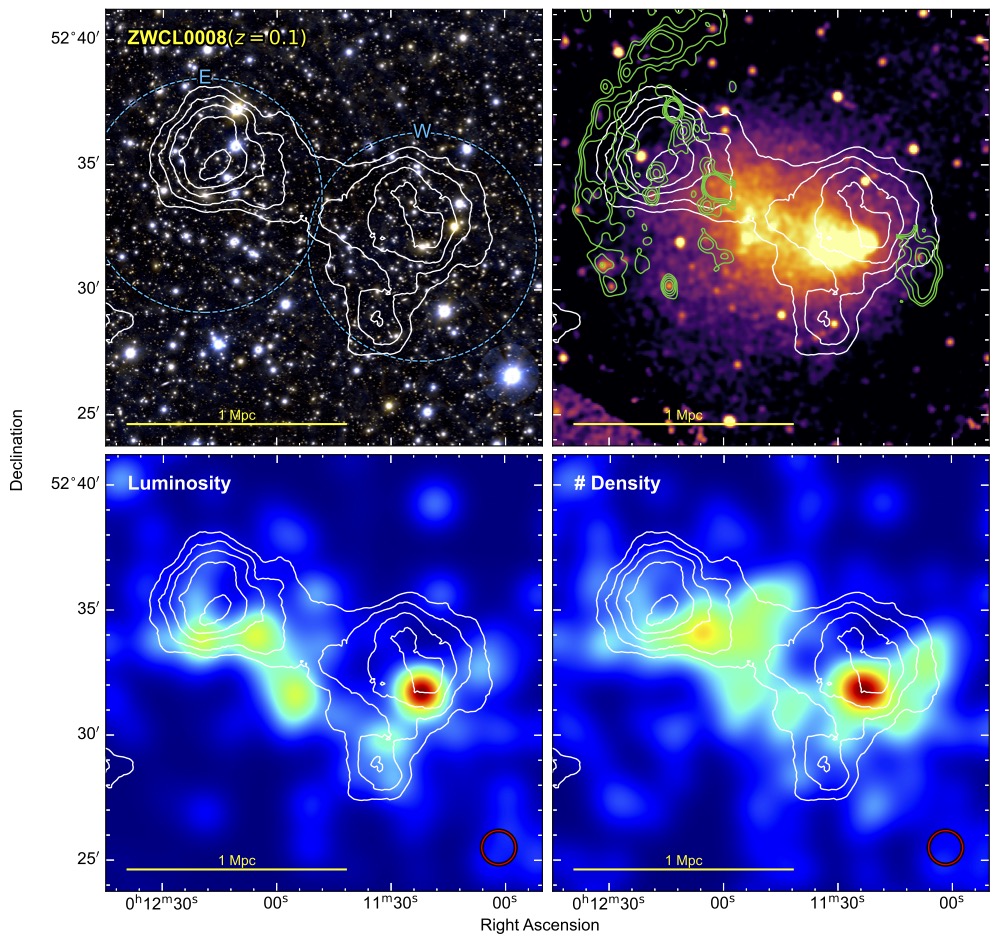 ZWCL0008(z = 0.1)
E
W
52°40′
35′
30′
25′
1 Mpc
1 Mpc
Declination
Luminosity
# Density
52°40′
35′
30′
25′
1 Mpc
1 Mpc
0ʰ12ᵐ30ˢ
00ˢ
11ᵐ30ˢ
00ˢ
0ʰ12ᵐ30ˢ
00ˢ
11ᵐ30ˢ
00ˢ
Right Ascension